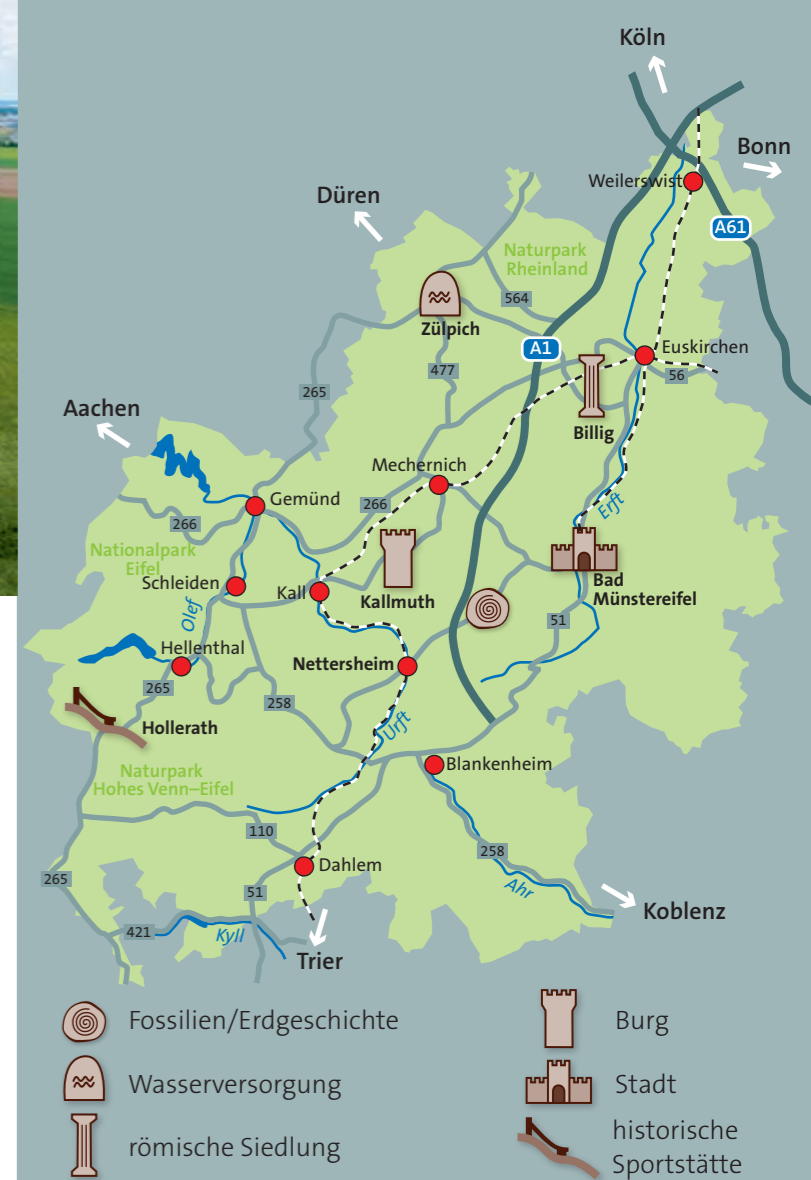 Köln
Bonn
Weilerswist
Düren
A61
Naturpark
Rheinland
564
Zülpich
A1
Euskirchen
56
477
265
Billig
Aachen
Mechernich
Gemünd
266
266
Erft
Nationalpark
Eifel
Schleiden
Kall
Kallmuth
Bad
Münstereifel
Olef
51
Hellenthal
Nettersheim
265
258
Hollerath
Urft
Blankenheim
Naturpark
Hohes Venn–Eifel
110
258
Dahlem
265
51
Ahr
Koblenz
421
Kyll
Trier
Fossilien/Erdgeschichte
Burg
Wasserversorgung
Stadt
römische Siedlung
historische
Sportstätte